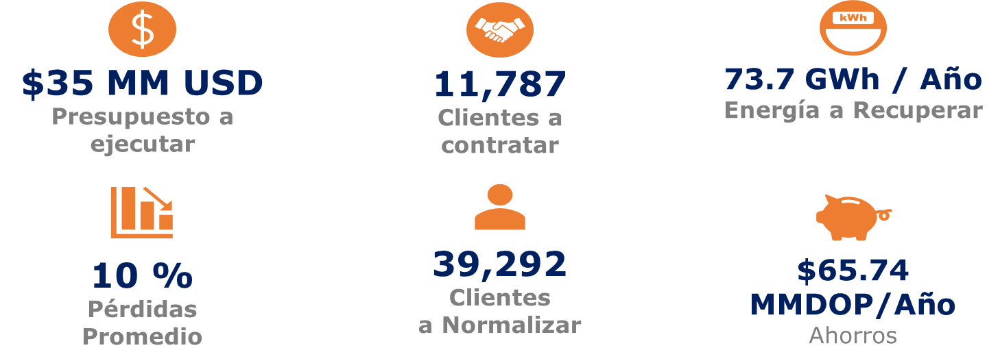 $
$35 MM USD
Presupuesto a
ejecutar
11,787
Clientes a
contratar
kWh
73.7 GWh / Año
Energía a Recuperar
10 %
Pérdidas
Promedio
39,292
Clientes
a Normalizar
$65.74
MMDOP/Año
Ahorros